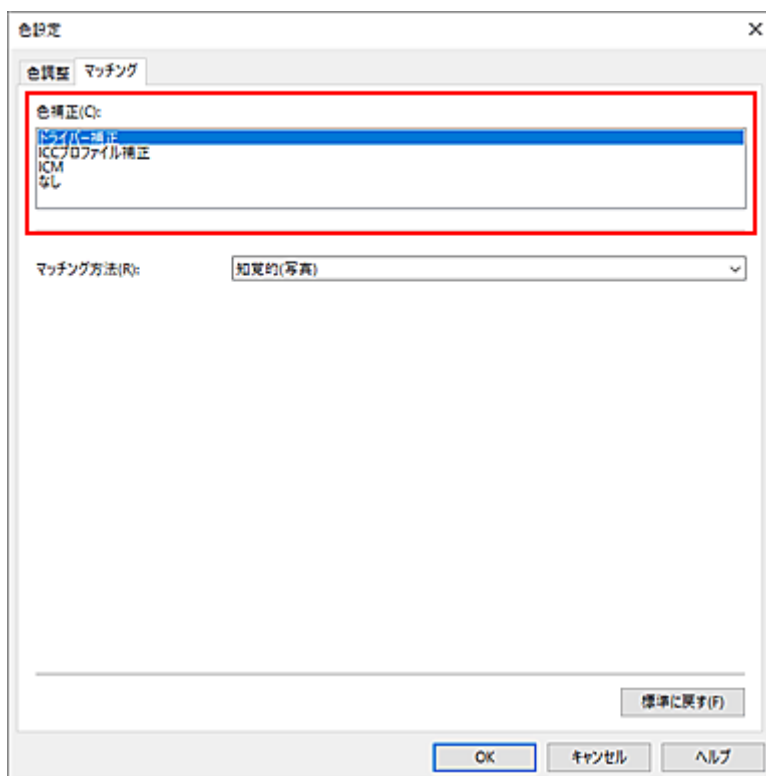 色設定
色調整 マッチング
色補正(C):
ドライバー補正
ICCプロファイル補正
ICM
なし
マッチング方法(R): 知覚的(写真)
標準に戻す(F)
OK キャンセル ヘルプ